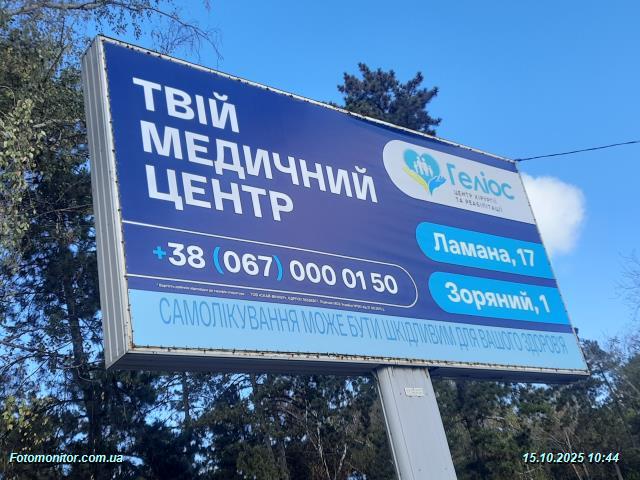 ТВІЙ
МЕДИЧНИЙ
ЦЕНТР
Геліос
ЦЕНТР ХІРУРГІЇ
ТА РЕАБІЛІТАЦІЇ
+38 (067) 000 01 50
Ламана, 17
Зоряний, 1
САМОЛІКУВАННЯ МОЖЕ БУТИ ШКІДЛИВИМ ДЛЯ ВАШОГО ЗДОРОВ'Я
Fotomonitor.com.ua
15.10.2025 10:44